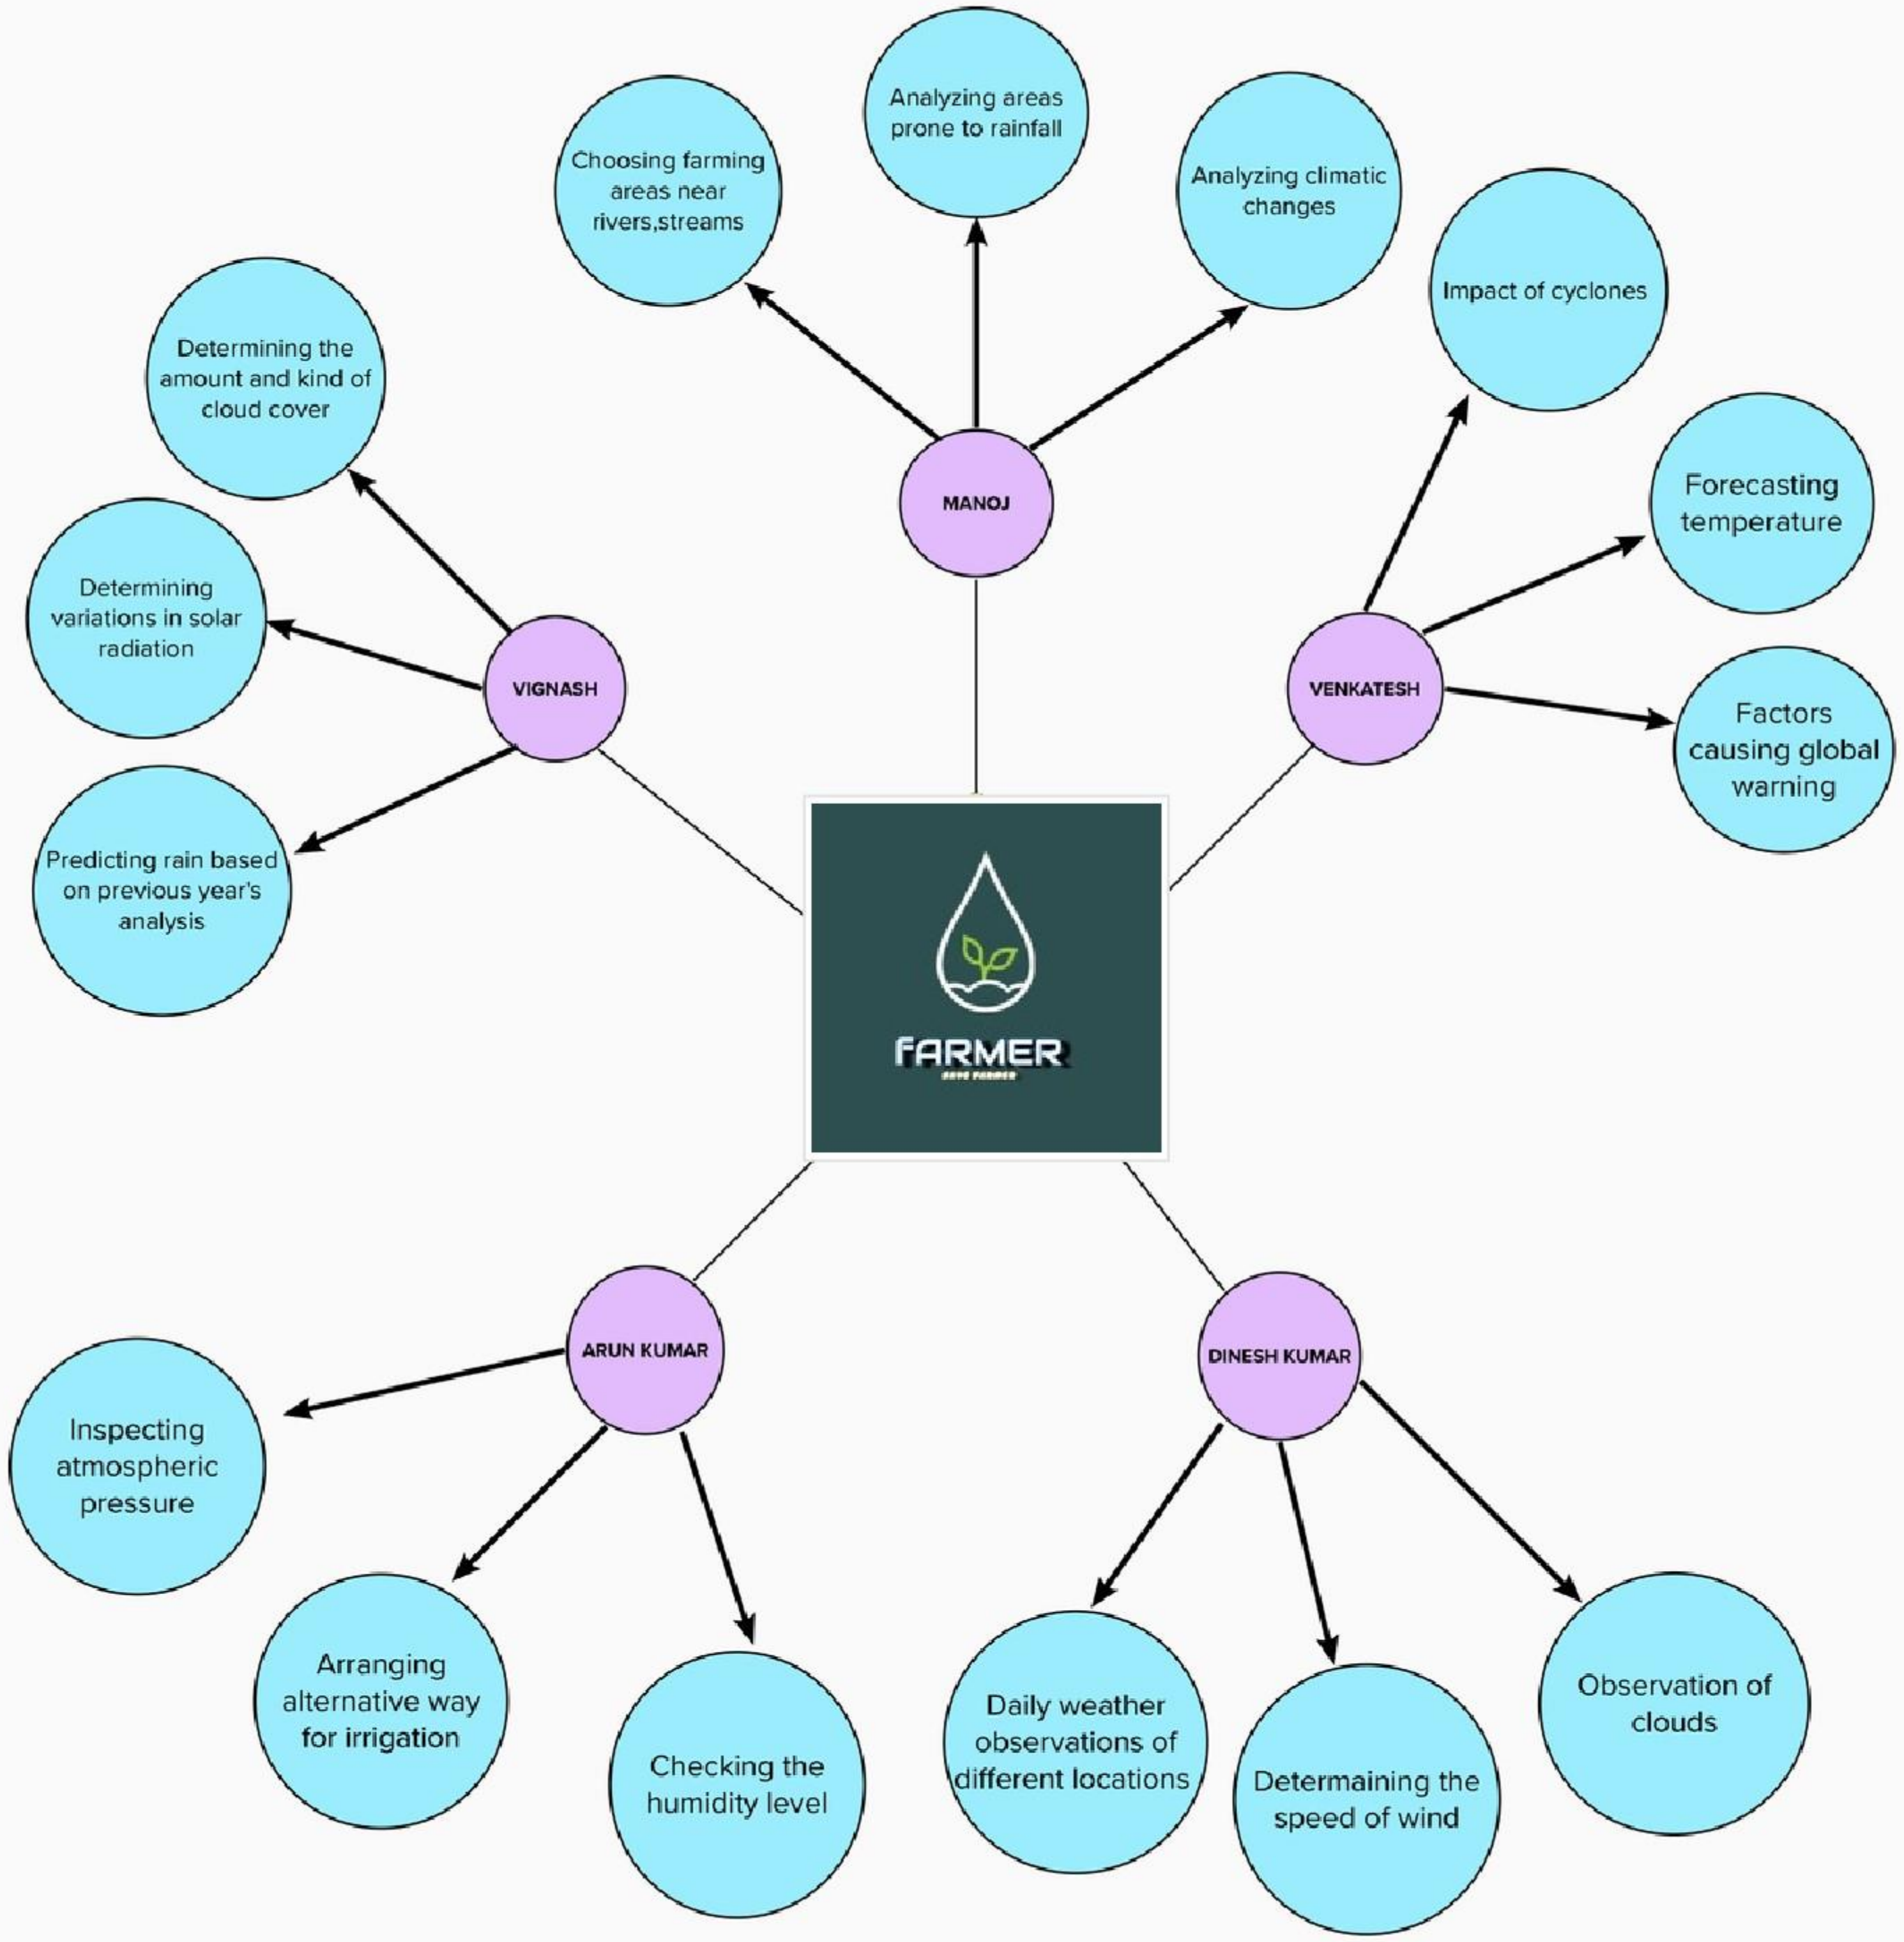 Analyzing areas
prone to rainfall
Choosing farming
areas near
rivers,streams
Analyzing climatic
changes
Impact of cyclones
Determining the
amount and kind of
cloud cover
Forecasting
temperature
MANOJ
Determining
variations in solar
radiation
VIGNASH
VENKATESH
Factors
causing global
warning
Predicting rain based
on previous year's
analysis
fARMER
SAVE FARMER
ARUN KUMAR
DINESH KUMAR
Inspecting
atmospheric
pressure
Arranging
alternative way
for irrigation
Checking the
humidity level
Daily weather
observations of
different locations
Determaining the
speed of wind
Observation of
clouds